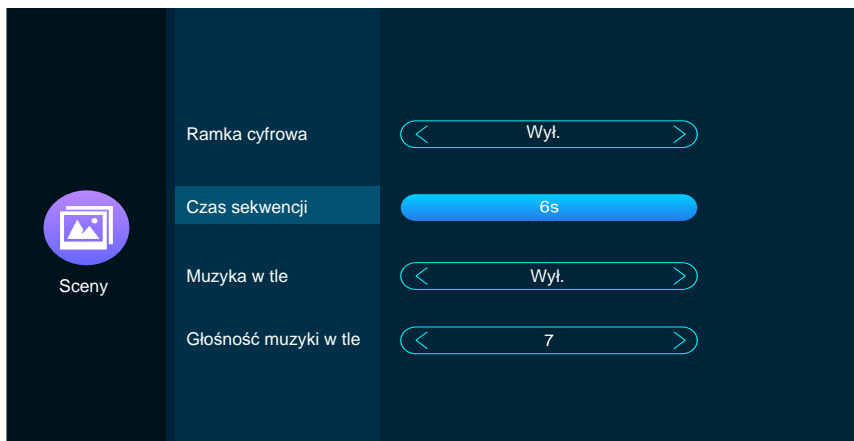 Ramka cyfrowa
Wył.
Czas sekwencji
6s
Sceny
Muzyka w tle
Wył.
Głośność muzyki w tle
7